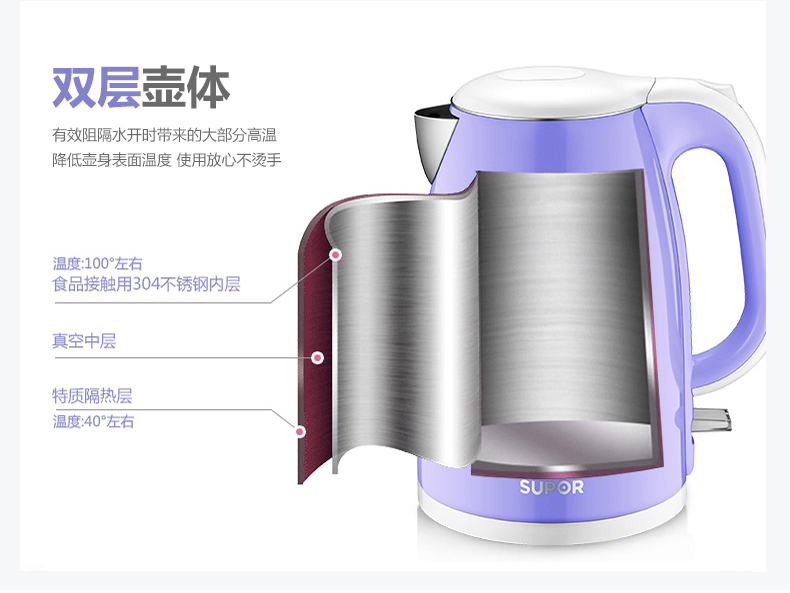 双层壶体
有效阻隔水开时带来的大部分高温
降低壶身表面温度 使用放心不烫手
温度:100°左右
食品接触用304不锈钢内层
真空中层
特质隔热层
温度:40°左右
SUPOR